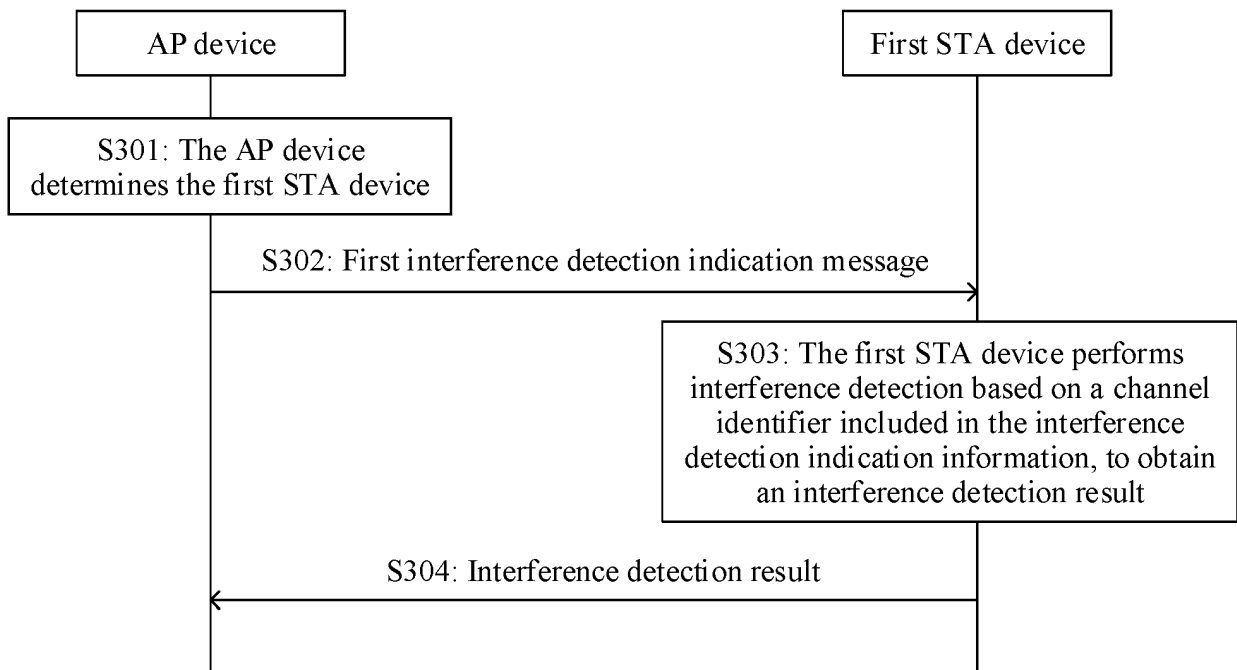 AP device
First STA device
S301: The AP device
determines the first STA device
S302: First interference detection indication message
S303: The first STA device performs
interference detection based on a channel
identifier included in the interference
detection indication information, to obtain
an interference detection result
S304: Interference detection result